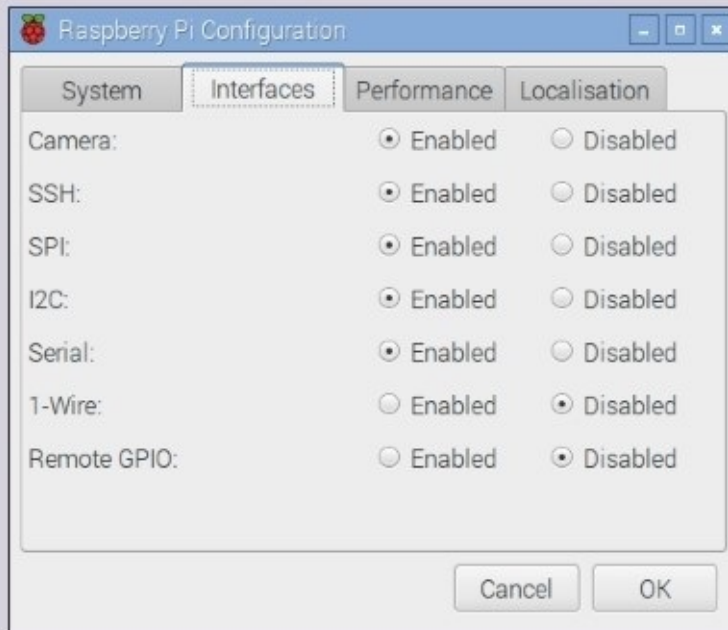 Raspberry Pi Configuration
System Interfaces Performance Localisation
Camera: Enabled Disabled
SSH: Enabled Disabled
SPI: Enabled Disabled
I2C: Enabled Disabled
Serial: Enabled Disabled
1-Wire: Enabled Disabled
Remote GPIO: Enabled Disabled
Cancel OK